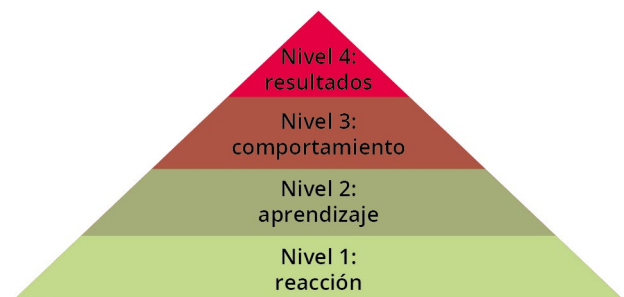 Nivel 4:
resultados
Nivel 3:
comportamiento
Nivel 2:
aprendizaje
Nivel 1:
reacción